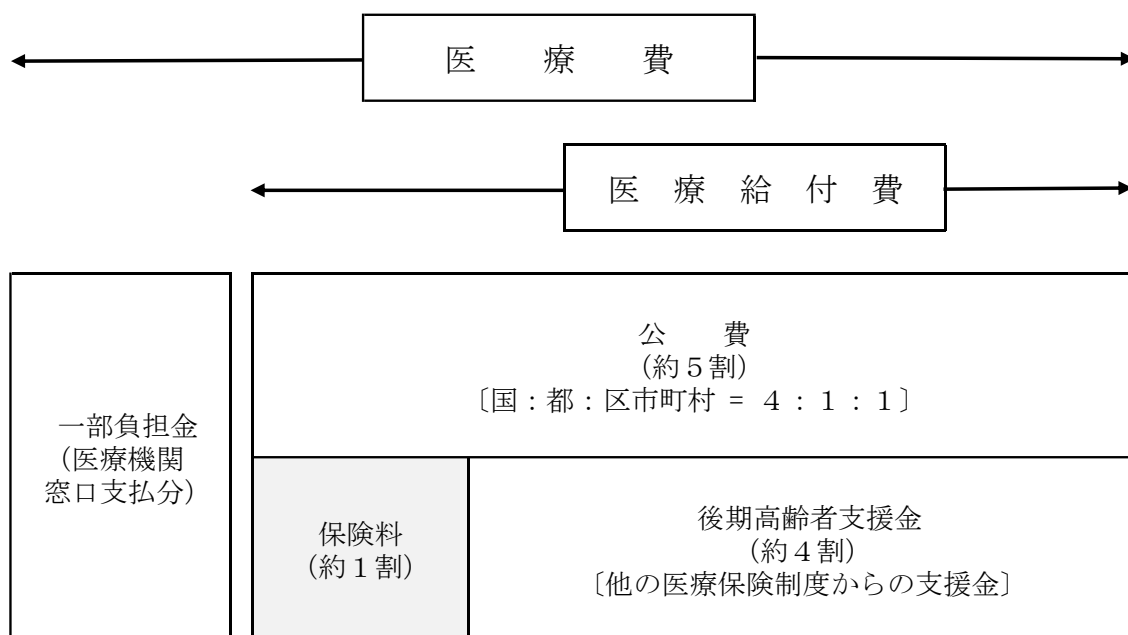 医　療　費
医　療　給　付　費
一部負担金
（医療機関
窓口支払分）
公　　費
（約５割）
〔国：都：区市町村 = ４：１：１〕
保険料
（約１割）
後期高齢者支援金
（約４割）
〔他の医療保険制度からの支援金〕